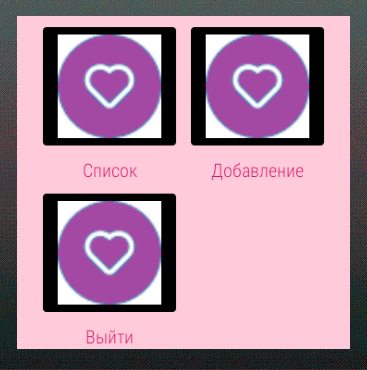 Список
Добавление
Выйти